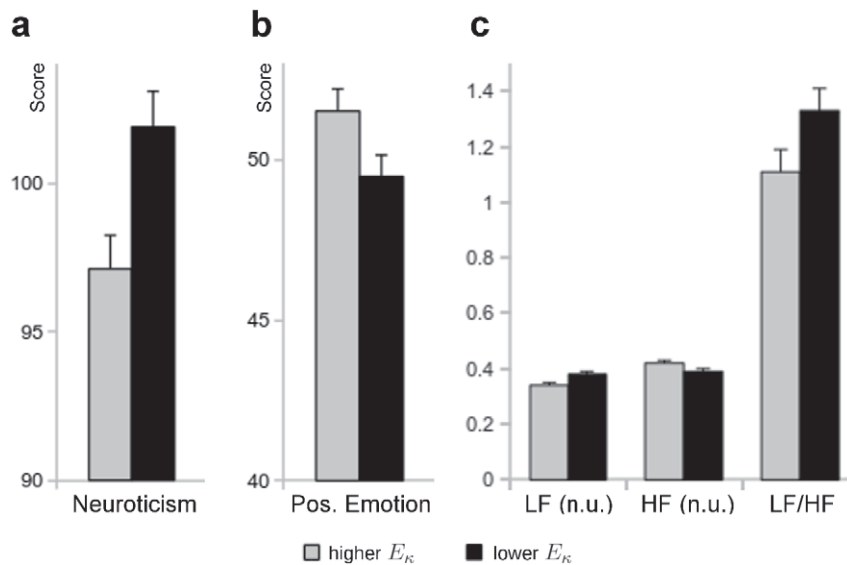 a
b
c
Score
100
95
90
Neuroticism
Score
50
45
40
Pos. Emotion
1.4
1.2
1
0.8
0.6
0.4
0.2
0
LF (n.u.)
HF (n.u.)
LF/HF
higher Eκ
lower Eκ